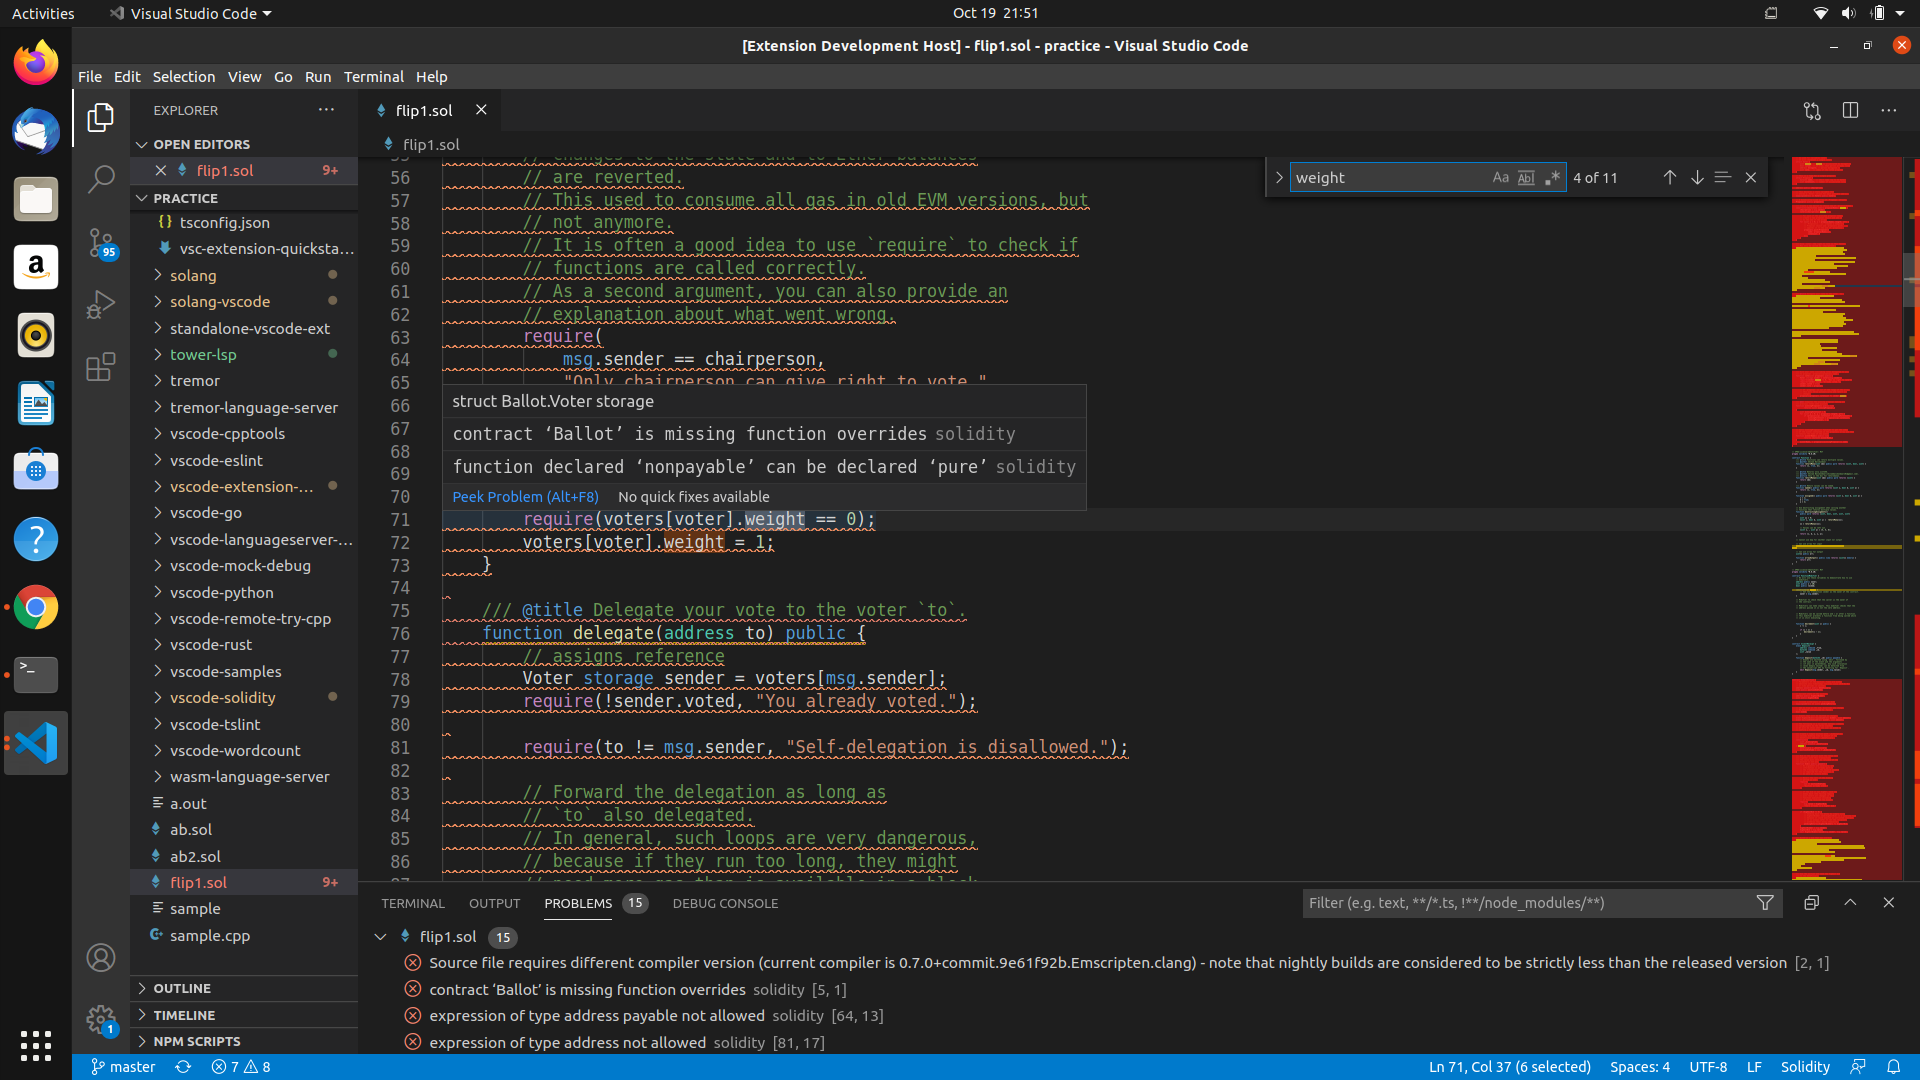 Activities
Visual Studio Code
Oct 19 21:51
[Extension Development Host] - flip1.sol - practice - Visual Studio Code
File Edit Selection View Go Run Terminal Help
EXPLORER
OPEN EDITORS
flip1.sol 9+
PRACTICE
{} tsconfig.json
vsc-extension-quicksta...
solang
solang-vscode
standalone-vscode-ext
tower-lsp
tremor
tremor-language-server
vscode-cpptools
vscode-eslint
vscode-extension-...
vscode-go
vscode-languageserver-...
vscode-mock-debug
vscode-python
vscode-remote-try-cpp
vscode-rust
vscode-samples
vscode-solidity
vscode-tslint
vscode-wordcount
wasm-language-server
a.out
ab.sol
ab2.sol
flip1.sol 9+
sample
sample.cpp
OUTLINE
TIMELINE
NPM SCRIPTS
95
1
flip1.sol
flip1.sol
weight Aa Ab| .* 4 of 11
55 // changes to the state and to Ether balances
56 // are reverted.
57 // This used to consume all gas in old EVM versions, but
58 // not anymore.
59 // It is often a good idea to use `require` to check if
60 // functions are called correctly.
61 // As a second argument, you can also provide an
62 // explanation about what went wrong.
63 require(
64 msg.sender == chairperson,
65 "Only chairperson can give right to vote."
66
67
68
69
70
struct Ballot.Voter storage
contract ‘Ballot’ is missing function overrides solidity
function declared ‘nonpayable’ can be declared ‘pure’ solidity
Peek Problem (Alt+F8) No quick fixes available
71 require(voters[voter].weight == 0);
72 voters[voter].weight = 1;
73 }
74
75 /// @title Delegate your vote to the voter `to`.
76 function delegate(address to) public {
77 // assigns reference
78 Voter storage sender = voters[msg.sender];
79 require(!sender.voted, "You already voted.");
80
81 require(to != msg.sender, "Self-delegation is disallowed.");
82
83 // Forward the delegation as long as
84 // `to` also delegated.
85 // In general, such loops are very dangerous,
86 // because if they run too long, they might
87 // need more gas than is available in a block.
TERMINAL OUTPUT PROBLEMS 15 DEBUG CONSOLE
Filter (e.g. text, **/*.ts, !**/node_modules/**)
flip1.sol 15
Source file requires different compiler version (current compiler is 0.7.0+commit.9e61f92b.Emscripten.clang) - note that nightly builds are considered to be strictly less than the released version [2, 1]
contract ‘Ballot’ is missing function overrides solidity [5, 1]
expression of type address payable not allowed solidity [64, 13]
expression of type address not allowed solidity [81, 17]
master 7 8
Ln 71, Col 37 (6 selected) Spaces: 4 UTF-8 LF Solidity